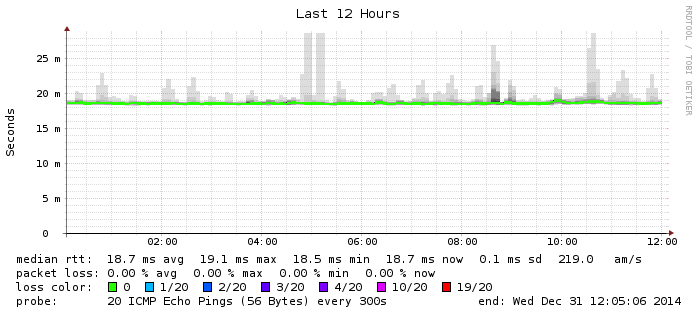 Last 12 Hours
RRDTOOL / TOBI OETIKER
Seconds
25 m
20 m
15 m
10 m
5 m
0
02:00 04:00 06:00 08:00 10:00 12:00
median rtt: 18.7 ms avg 19.1 ms max 18.5 ms min 18.7 ms now 0.1 ms sd 219.0 am/s
packet loss: 0.00 % avg 0.00 % max 0.00 % min 0.00 % now
loss color: 0 1/20 2/20 3/20 4/20 10/20 19/20
probe: 20 ICMP Echo Pings (56 Bytes) every 300s end: Wed Dec 31 12:05:06 2014